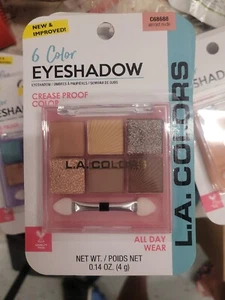 NEW &
IMPROVED!
C68688
6 Color
EYESHADOW
CREASE PROOF
COLOR
L.A. COLORS
L.A. COLORS
ALL DAY
WEAR
NET WT. / POIDS NET
0.14 OZ. (4 g)